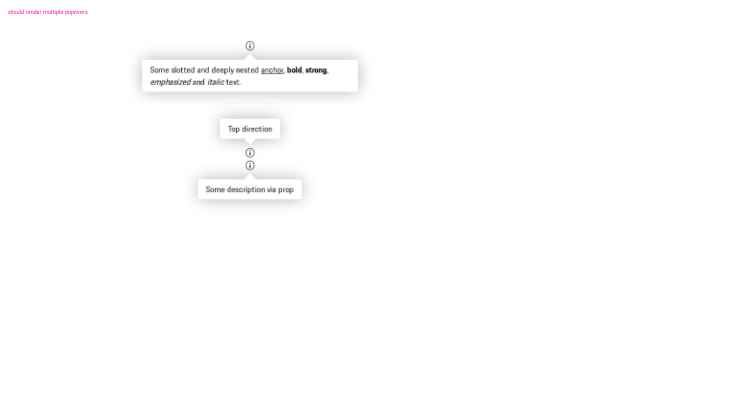 should render multiple popovers
Some slotted and deeply nested anchor, bold, strong,
emphasized and italic text.
Top direction
Some description via prop